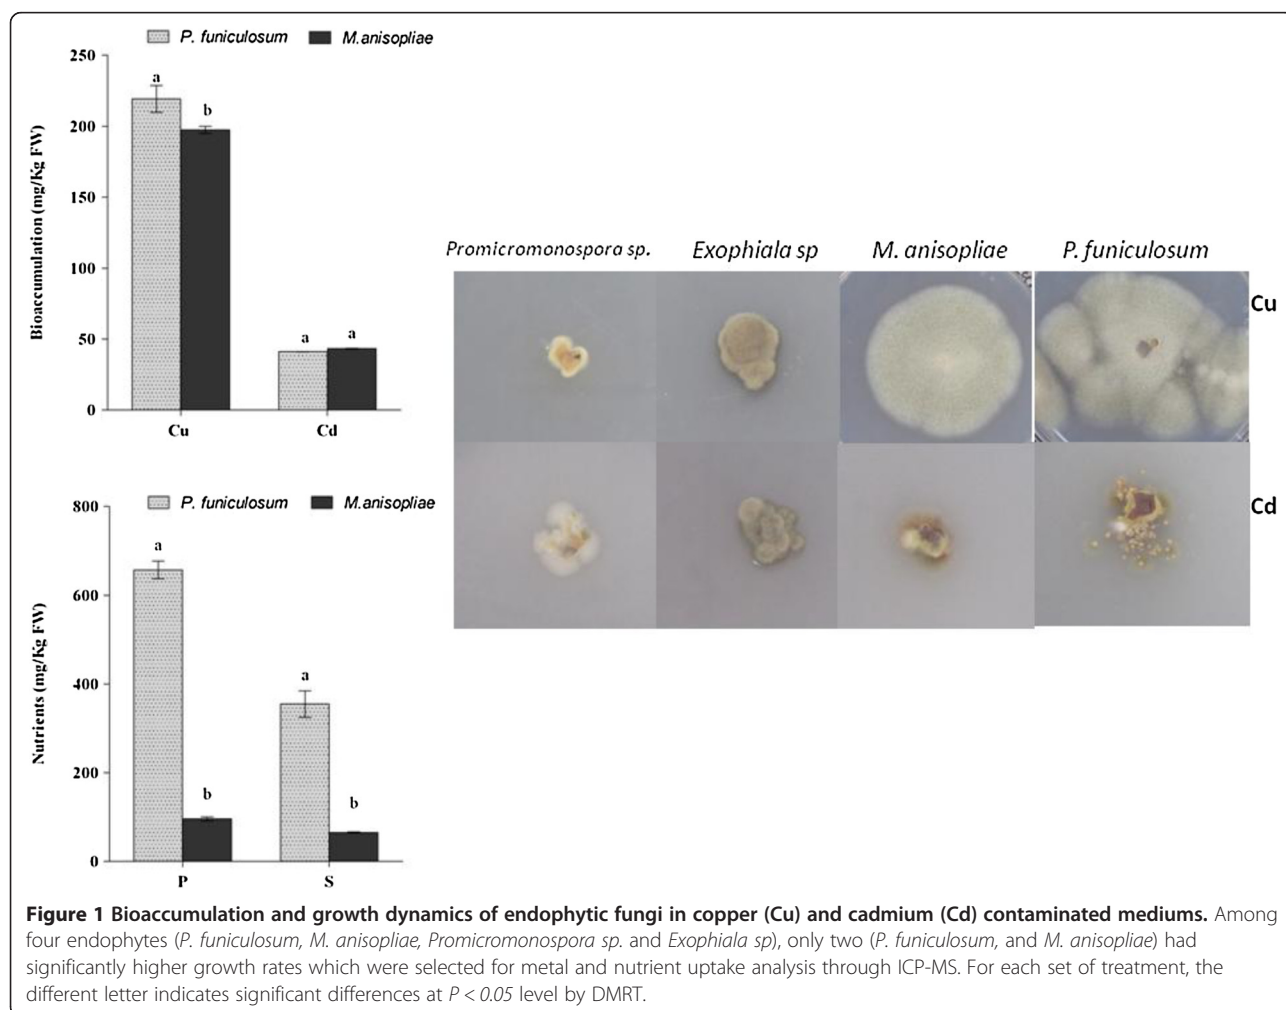 P. funiculosum M.anisopliae
250
200
150
100
50
0
Bioaccumulation (mg/Kg FW)
a
b
a a
Cu Cd
P. funiculosum M.anisopliae
800
600
400
200
0
Nutrients (mg/Kg FW)
a
b
a
b
P S
Promicromonospora sp. Exophiala sp M. anisopliae P. funiculosum
Cu
Cd
Figure 1 Bioaccumulation and growth dynamics of endophytic fungi in copper (Cu) and cadmium (Cd) contaminated mediums. Among
four endophytes (P. funiculosum, M. anisopliae, Promicromonospora sp. and Exophiala sp), only two (P. funiculosum, and M. anisopliae) had
significantly higher growth rates which were selected for metal and nutrient uptake analysis through ICP-MS. For each set of treatment, the
different letter indicates significant differences at P < 0.05 level by DMRT.